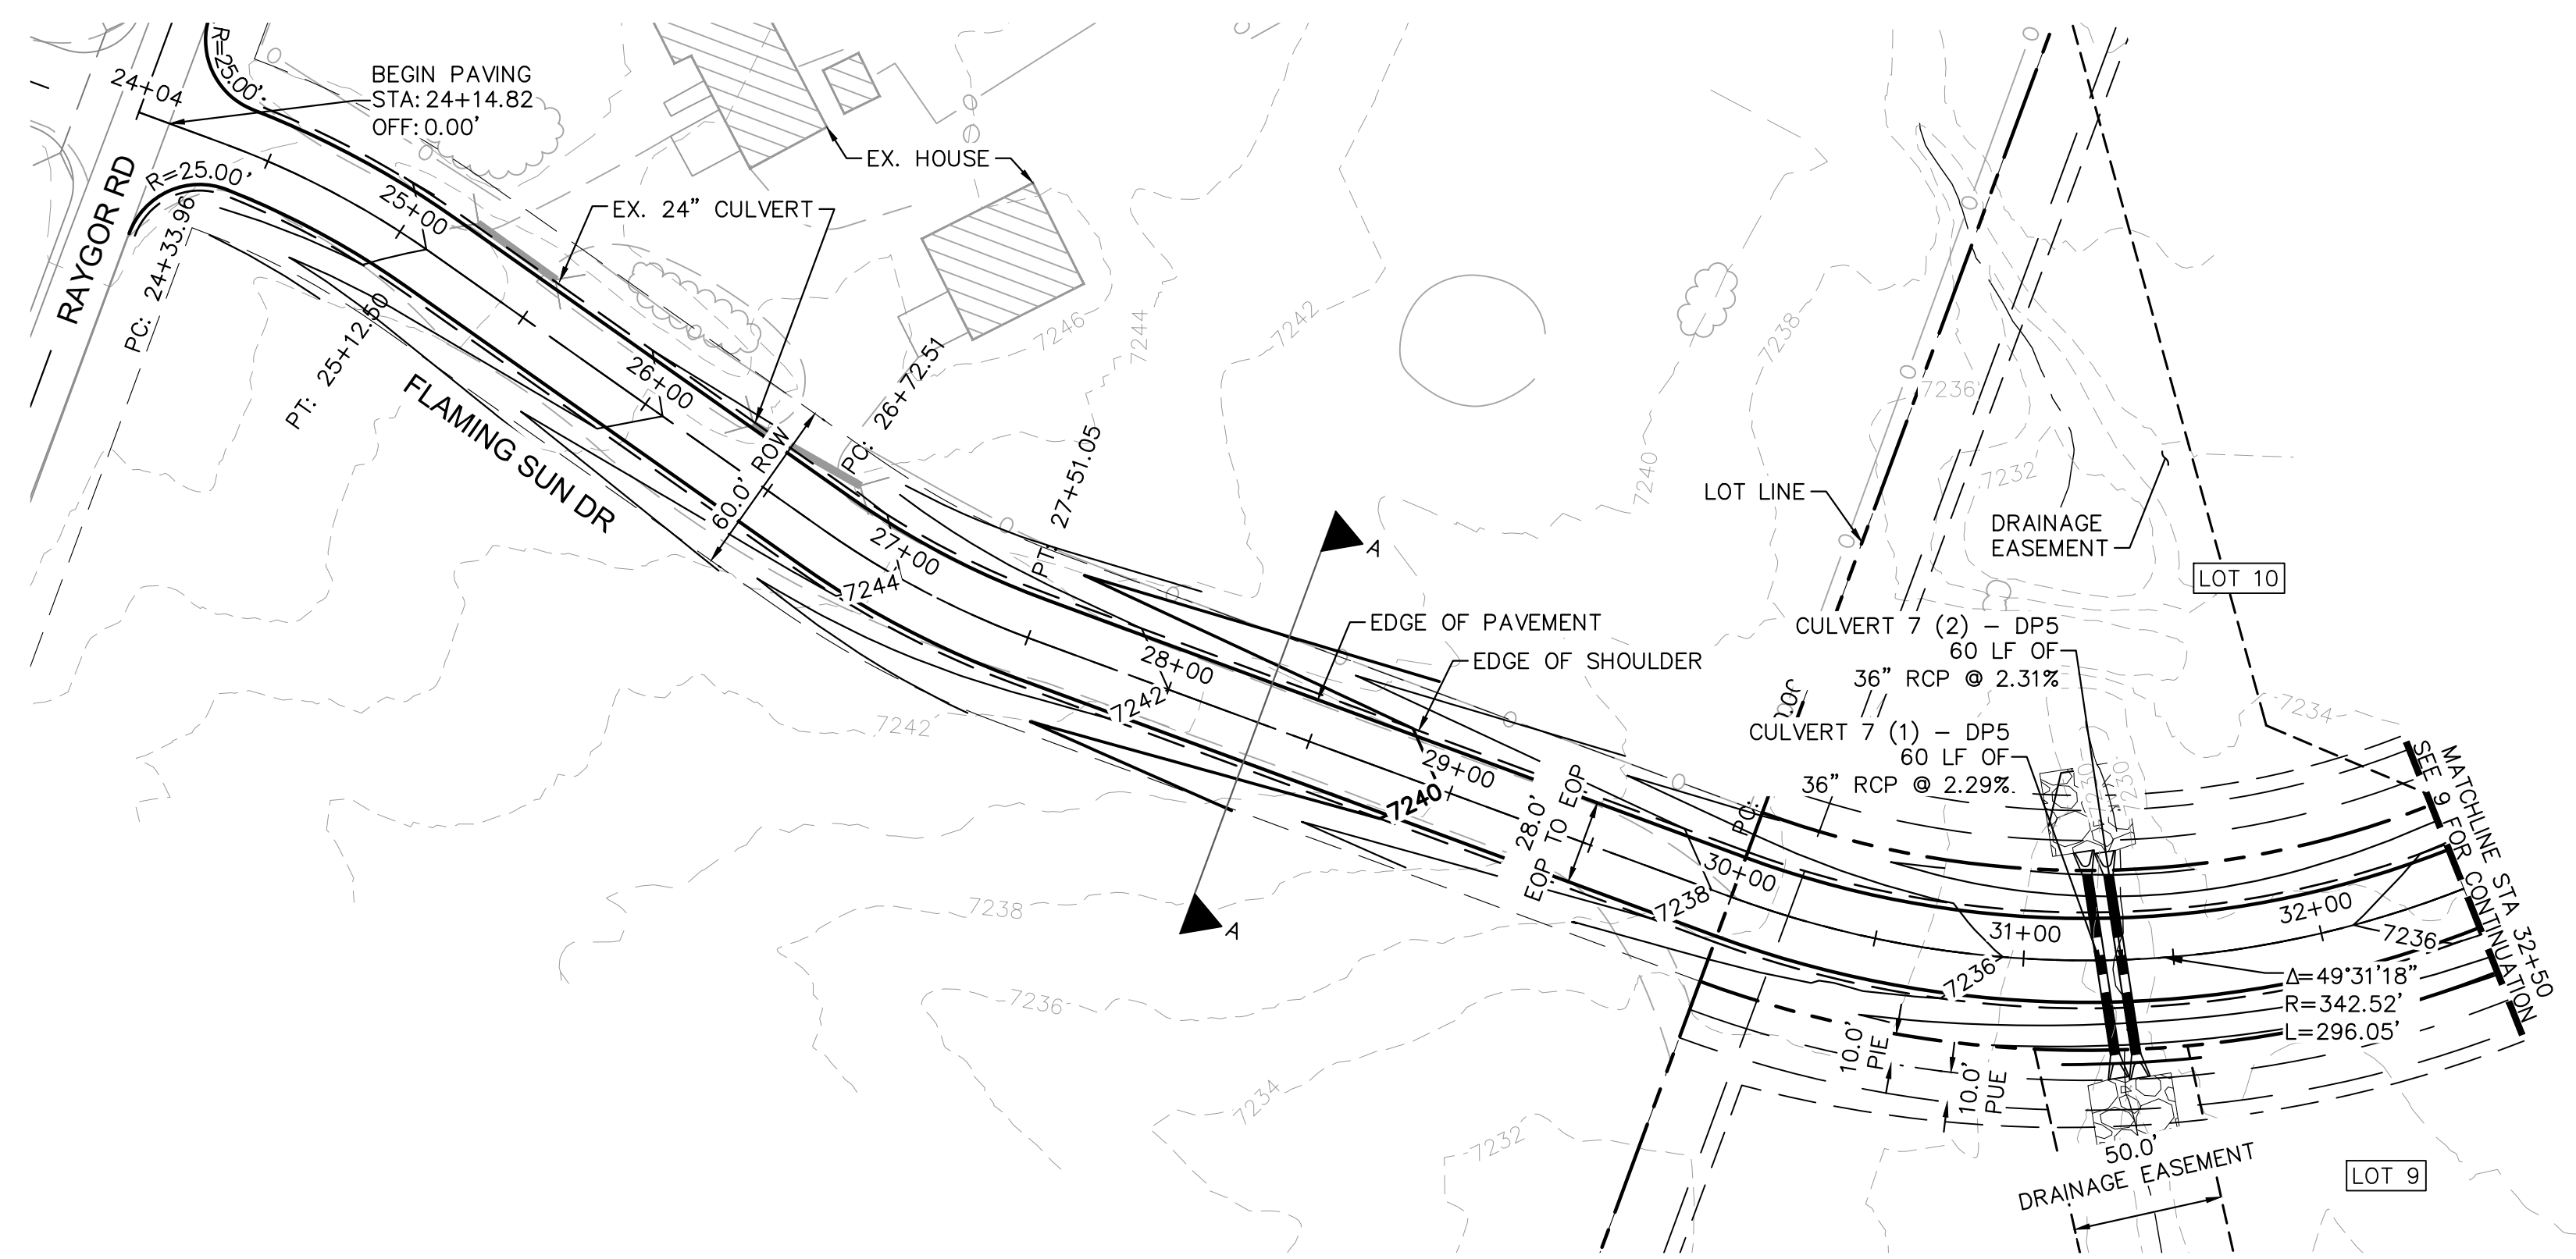 24+04
R=25.00'
BEGIN PAVING
STA: 24+14.82
OFF: 0.00'
R=25.00'
RAYGOR RD
PC: 24+33.96
25+00
PT: 25+12.50
EX. HOUSE
EX. 24" CULVERT
FLAMING SUN DR
26+00
60.0' ROW
PC: 26+72.51
27+00
7246
7244
7242
7244
PT: 27+51.05
28+00
7242
7242
A
A
EDGE OF PAVEMENT
EDGE OF SHOULDER
29+00
7240
28.0'
EOP TO EOP
7240
7238
7236
LOT LINE
7232
DRAINAGE
EASEMENT
LOT 10
CULVERT 7 (2) – DP5
60 LF OF
36" RCP @ 2.31%
CULVERT 7 (1) – DP5
60 LF OF
36" RCP @ 2.29%
PC:
30+00
7238
31+00
7236
32+00
7236
7234
7230
7230
MATCHLINE STA 32+50
SEE 9 FOR CONTINUATION
Δ=49°31'18"
R=342.52'
L=296.05'
10.0'
PIE
10.0'
PUE
50.0'
DRAINAGE EASEMENT
LOT 9
7238
7236
7234
7232